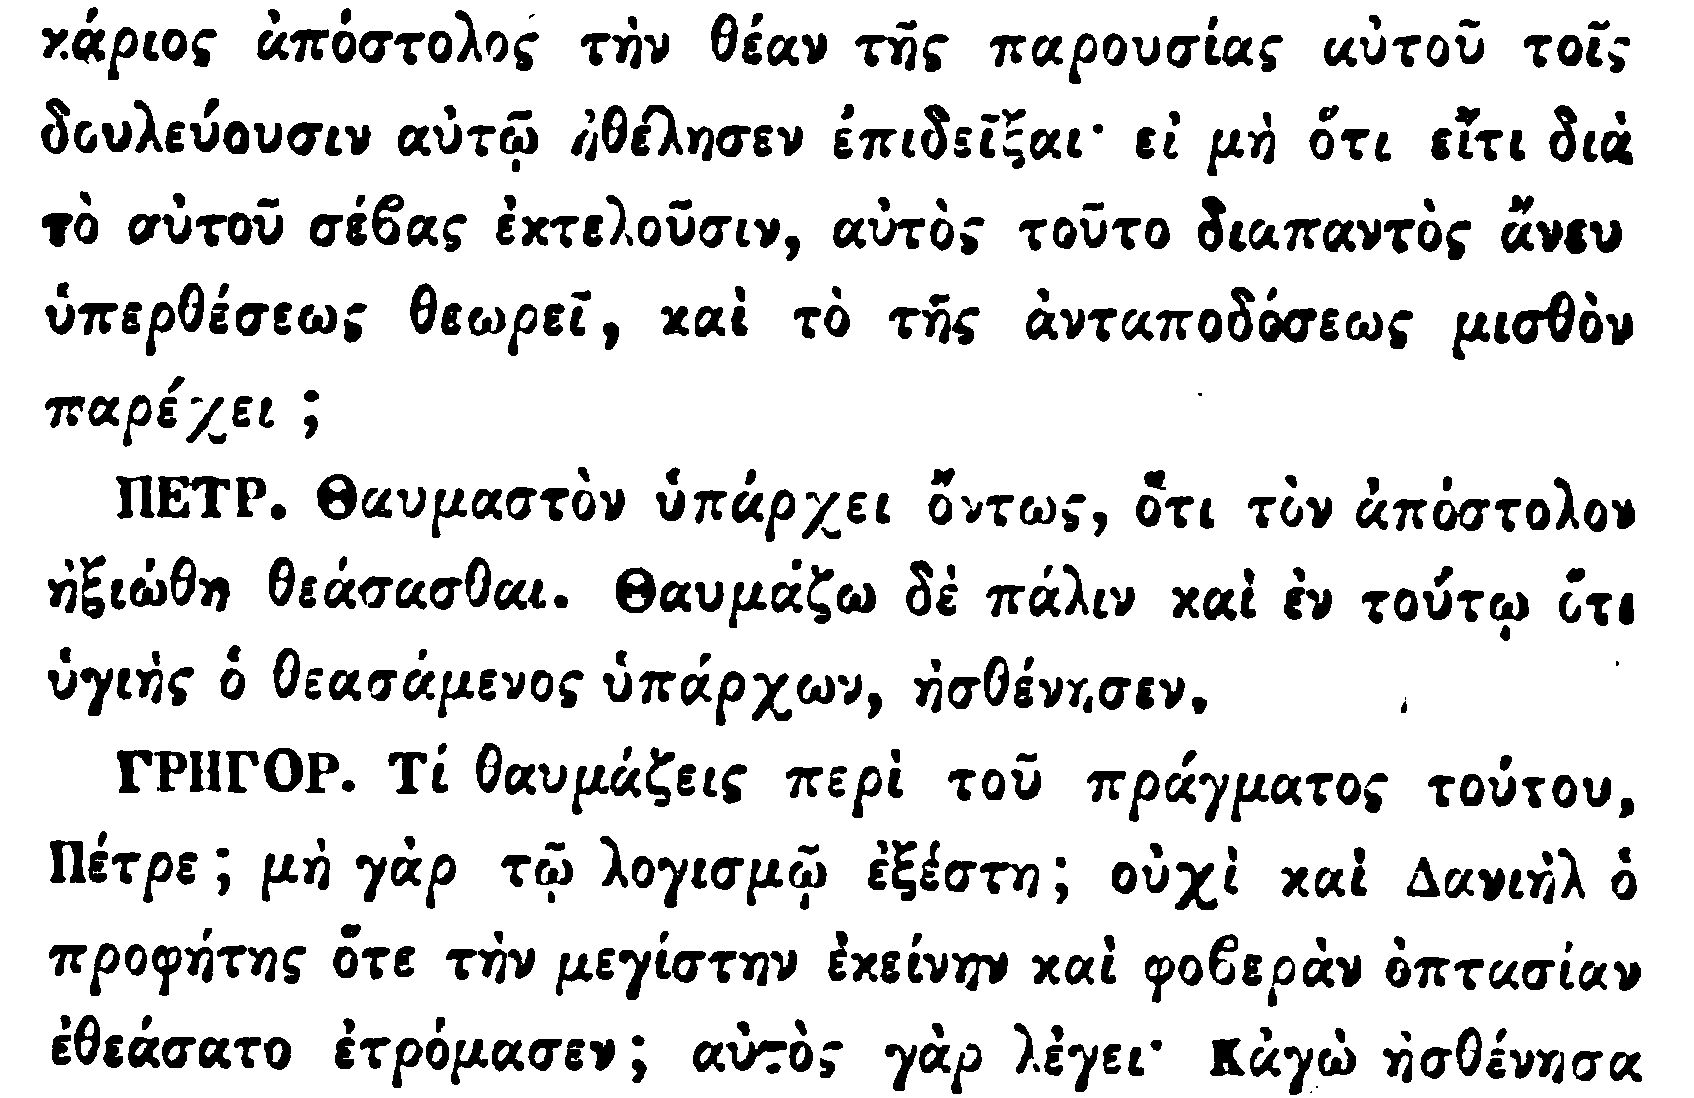 κάριος ἀπόστολος τὴν θέαν τῆς παρουσίας αὐτοῦ τοῖς
δουλεύουσιν αὐτῷ ἠθέλησεν ἐπιδεῖξαι· εἰ μὴ ὅτι εἴτι διὰ
τὸ αὐτοῦ σέϐας ἐκτελοῦσιν, αὐτὸς τοῦτο διαπαντὸς ἄνευ
ὑπερθέσεως θεωρεῖ, καὶ τὸ τῆς ἀνταποδόσεως μισθὸν
παρέχει ;
ΠΕΤΡ. Θαυμαστὸν ὑπάρχει ὄντως, ὅτι τὸν ἀπόστολον
ἠξιώθη θεάσασθαι. Θαυμάζω δὲ πάλιν καὶ ἐν τούτῳ ὅτι
ὑγιὴς ὁ θεασάμενος ὑπάρχων, ἠσθένησεν.
ΓΡΗΓΟΡ. Τί θαυμάζεις περὶ τοῦ πράγματος τούτου,
Πέτρε ; μὴ γὰρ τῷ λογισμῷ ἐξέστη ; οὐχὶ καὶ Δανιὴλ ὁ
προφήτης ὅτε τὴν μεγίστην ἐκείνην καὶ φοϐερὰν ὀπτασίαν
ἐθεάσατο ἐτρόμασεν ; αὐτὸς γὰρ λέγει· Κἀγὼ ἠσθένησα